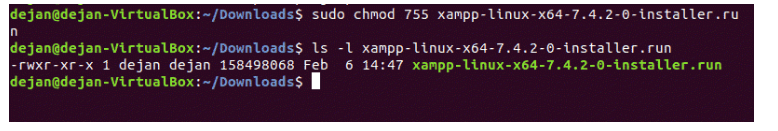 dejan@dejan-VirtualBox:~/Downloads$ sudo chmod 755 xampp-linux-x64-7.4.2-0-installer.ru
n
dejan@dejan-VirtualBox:~/Downloads$ ls -l xampp-linux-x64-7.4.2-0-installer.run
-rwxr-xr-x 1 dejan dejan 158498068 Feb  6 14:47 xampp-linux-x64-7.4.2-0-installer.run
dejan@dejan-VirtualBox:~/Downloads$